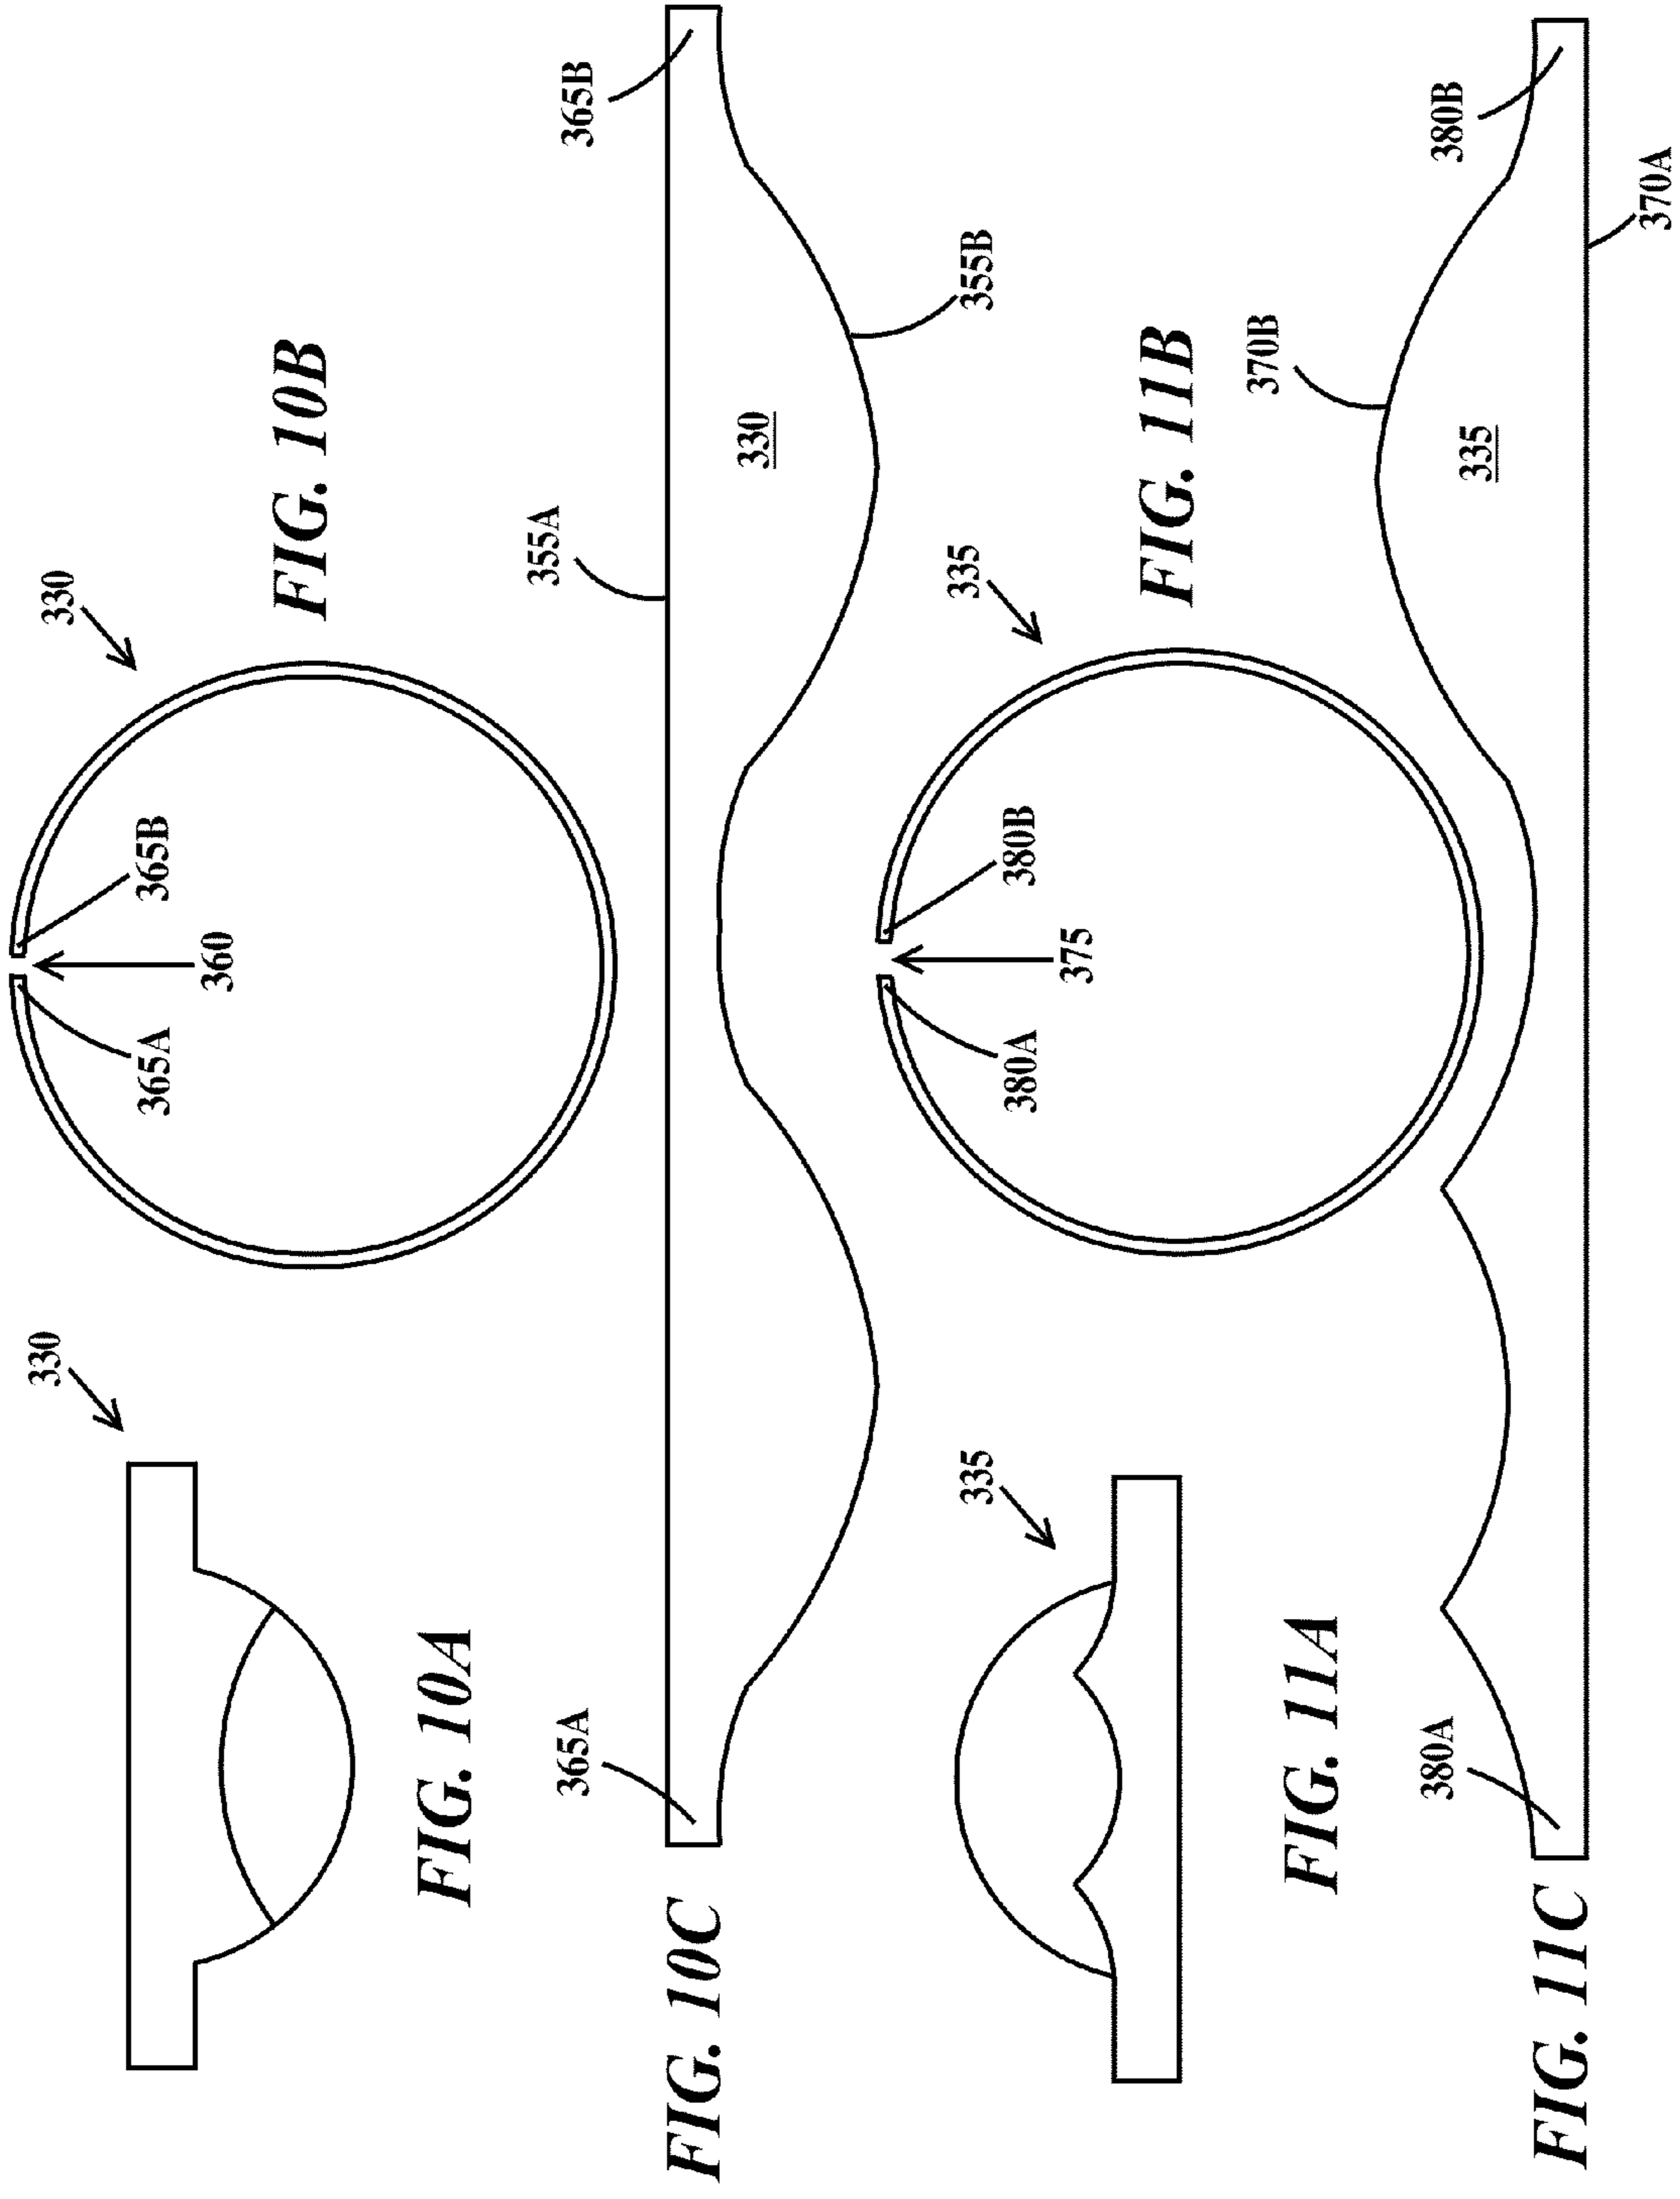 330
FIG. 10A
330
365A
360
365B
FIG. 10B
365A
355A
330
355B
365B
FIG. 10C
335
FIG. 11A
335
380A
375
380B
FIG. 11B
380A
370B
335
380B
370A
FIG. 11C